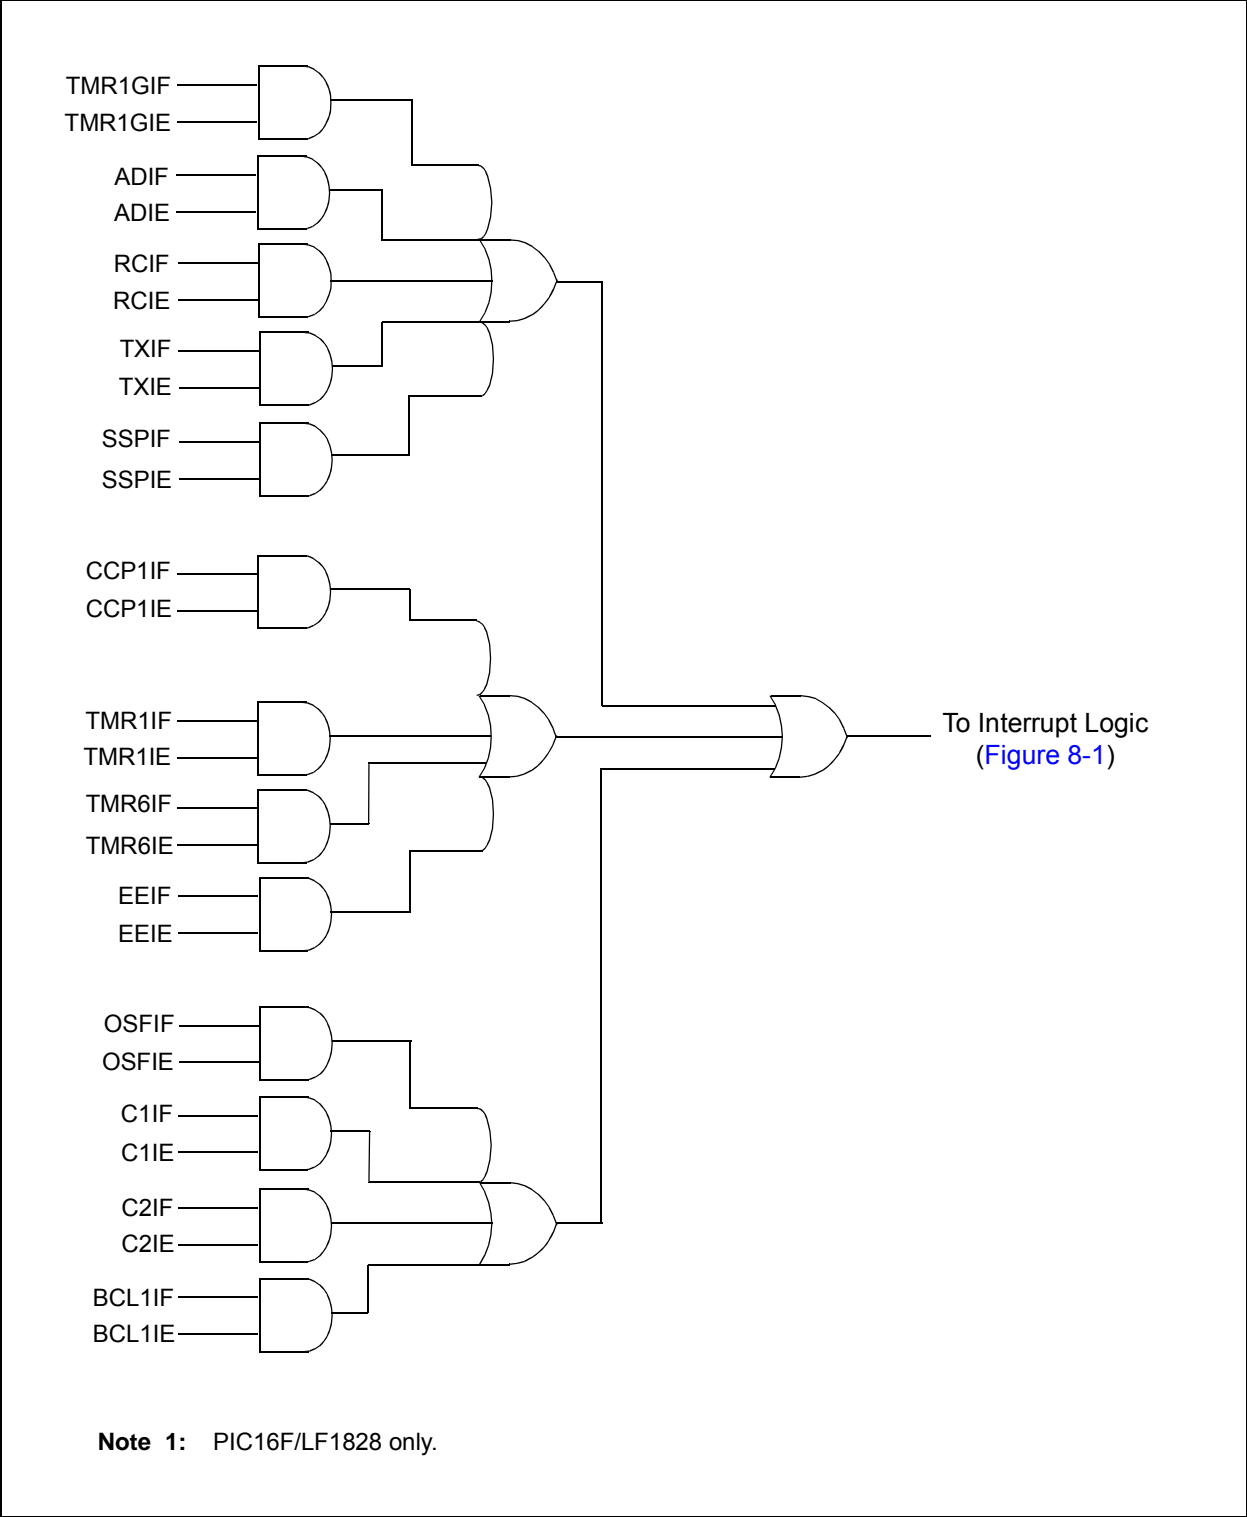 TMR1GIF
TMR1GIE
ADIF
ADIE
RCIF
RCIE
TXIF
TXIE
SSPIF
SSPIE
CCP1IF
CCP1IE
TMR1IF
TMR1IE
TMR6IF
TMR6IE
EEIF
EEIE
To Interrupt Logic
(Figure 8-1)
OSFIF
OSFIE
C1IF
C1IE
C2IF
C2IE
BCL1IF
BCL1IE
Note 1: PIC16F/LF1828 only.